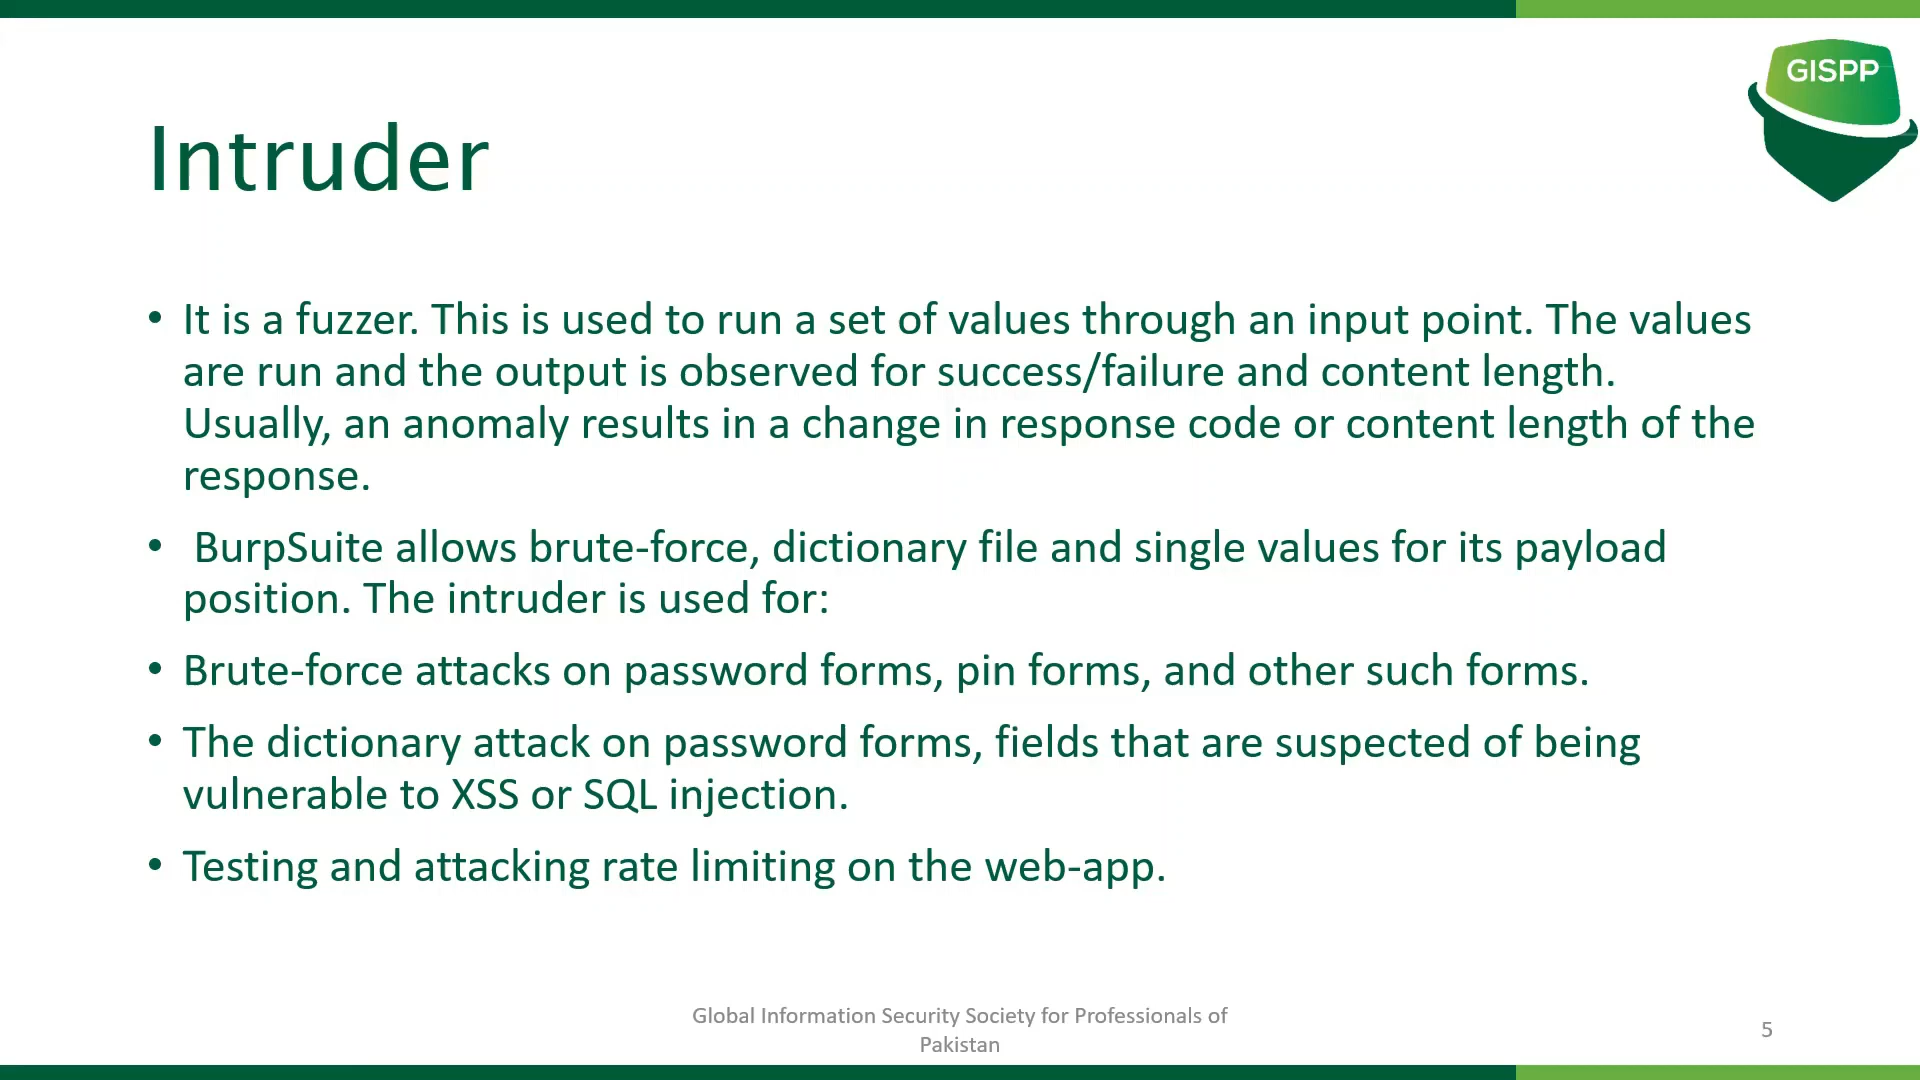 GISPP
Intruder
• It is a fuzzer. This is used to run a set of values through an input point. The values
are run and the output is observed for success/failure and content length.
Usually, an anomaly results in a change in response code or content length of the
response.
• BurpSuite allows brute-force, dictionary file and single values for its payload
position. The intruder is used for:
• Brute-force attacks on password forms, pin forms, and other such forms.
• The dictionary attack on password forms, fields that are suspected of being
vulnerable to XSS or SQL injection.
• Testing and attacking rate limiting on the web-app.
Global Information Security Society for Professionals of
Pakistan
5